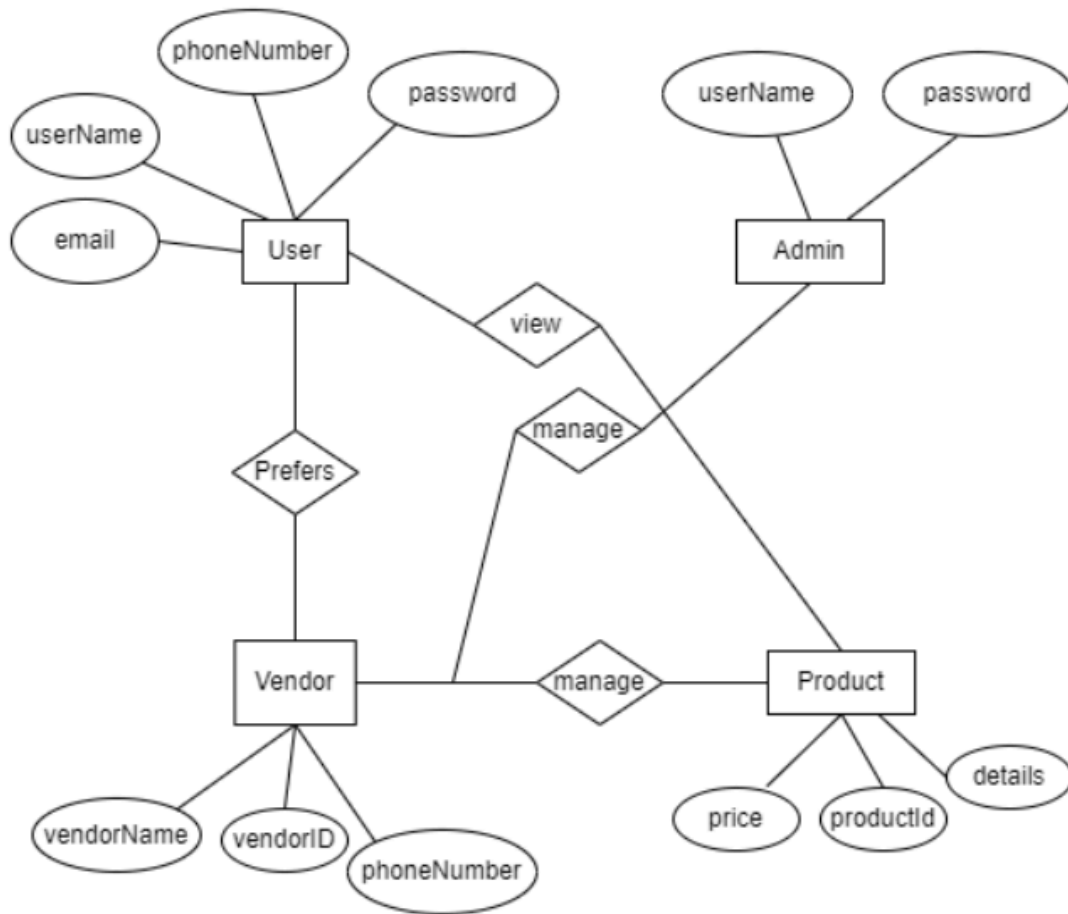 phoneNumber
userName
password
userName
password
email
User
Admin
view
manage
Prefers
Vendor
manage
Product
vendorName
vendorID
phoneNumber
price
productId
details